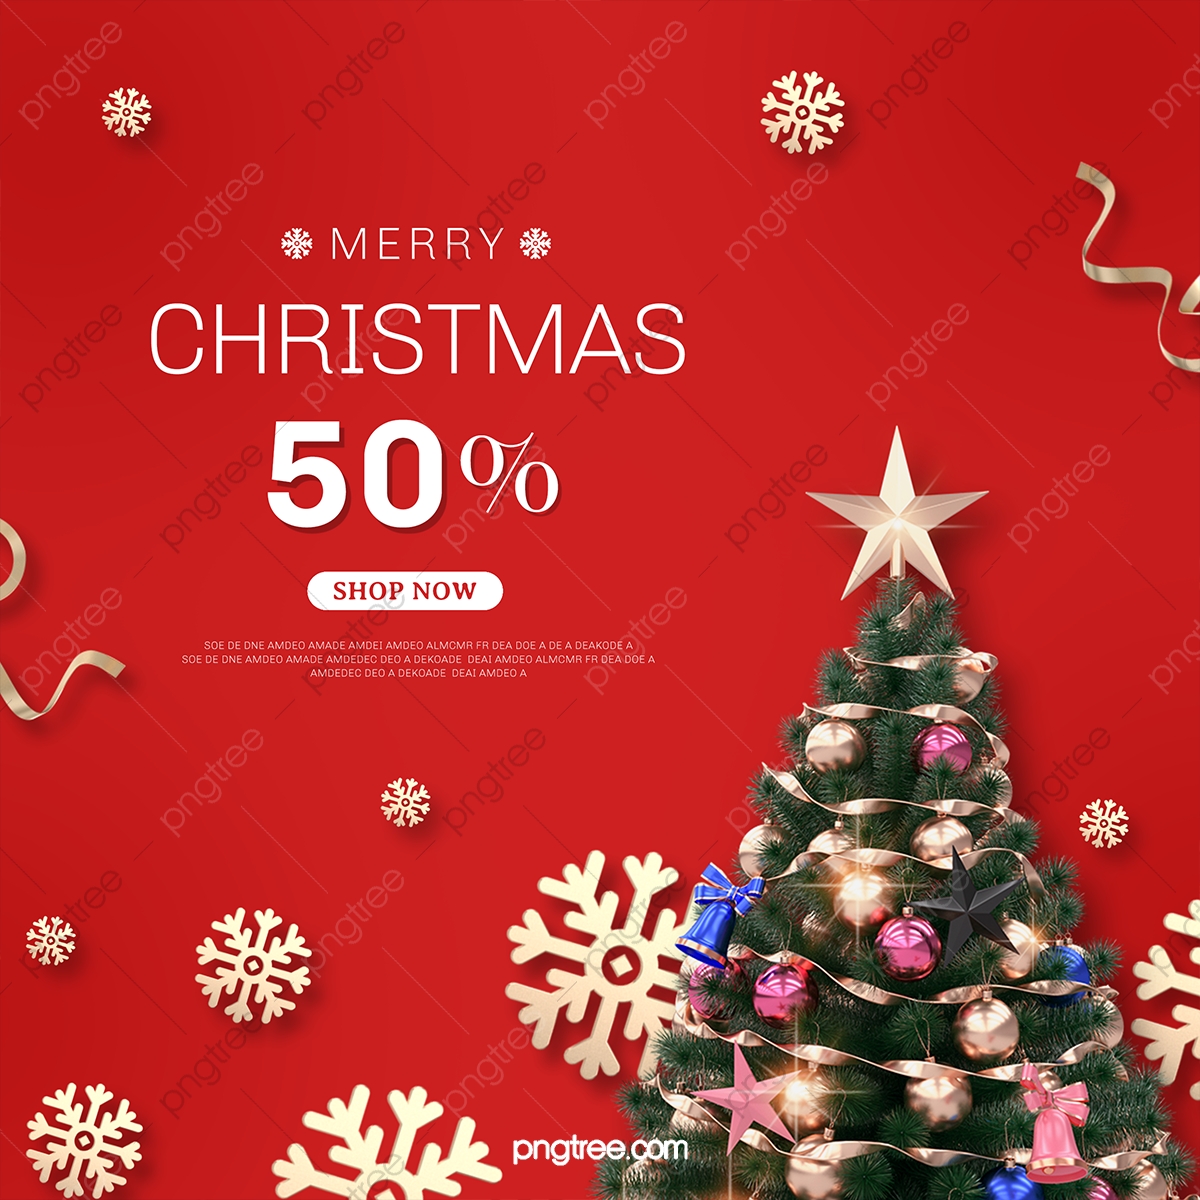 MERRY
CHRISTMAS
50%
SHOP NOW
SOE DE DNE AMDEO AMADE AMDEI AMDEO ALMCMR FR DEA DOE A DE A DEAKODE A
SOE DE DNE AMDEO AMADE AMDEDEC DEO A DEKOADE DEAI AMDEO ALMCMR FR DEA DOE A
AMDEDEC DEO A DEKOADE DEAI AMDEO A
pngtree.com